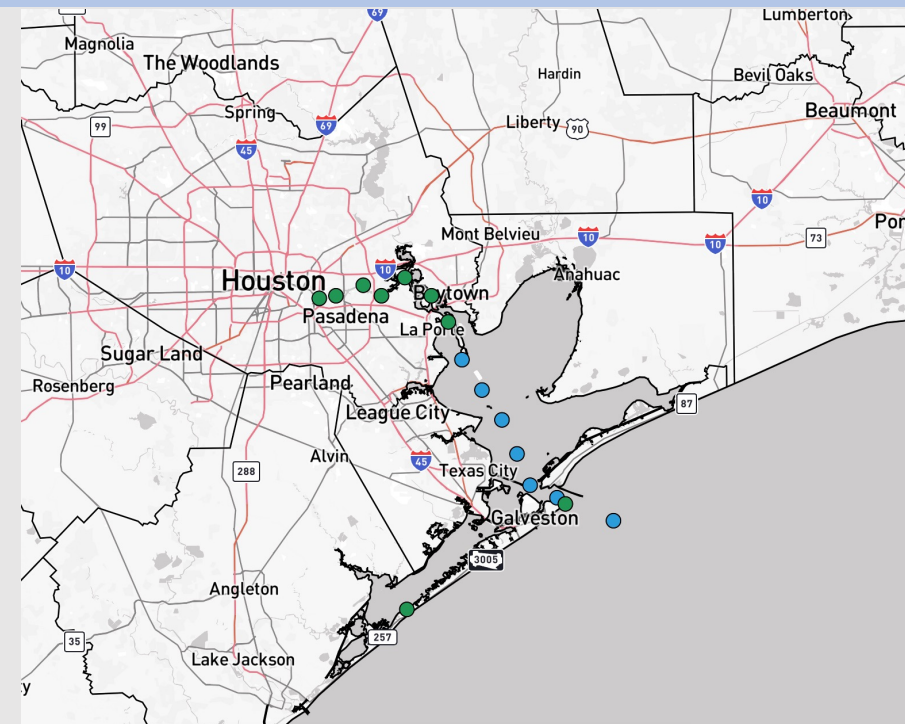 69
Lumberton
Magnolia
The Woodlands
Hardin
Bevil Oaks
Spring
Beaumont
99
69
Liberty
90
45
10
Por
Mont Belvieu
10
10
73
10
Houston
10
Anahuac
Baytown
Pasadena
La Porte
Sugar Land
Rosenberg
Pearland
87
League City
Alvin
45
288
Texas City
Galveston
3005
Angleton
257
35
Lake Jackson
y